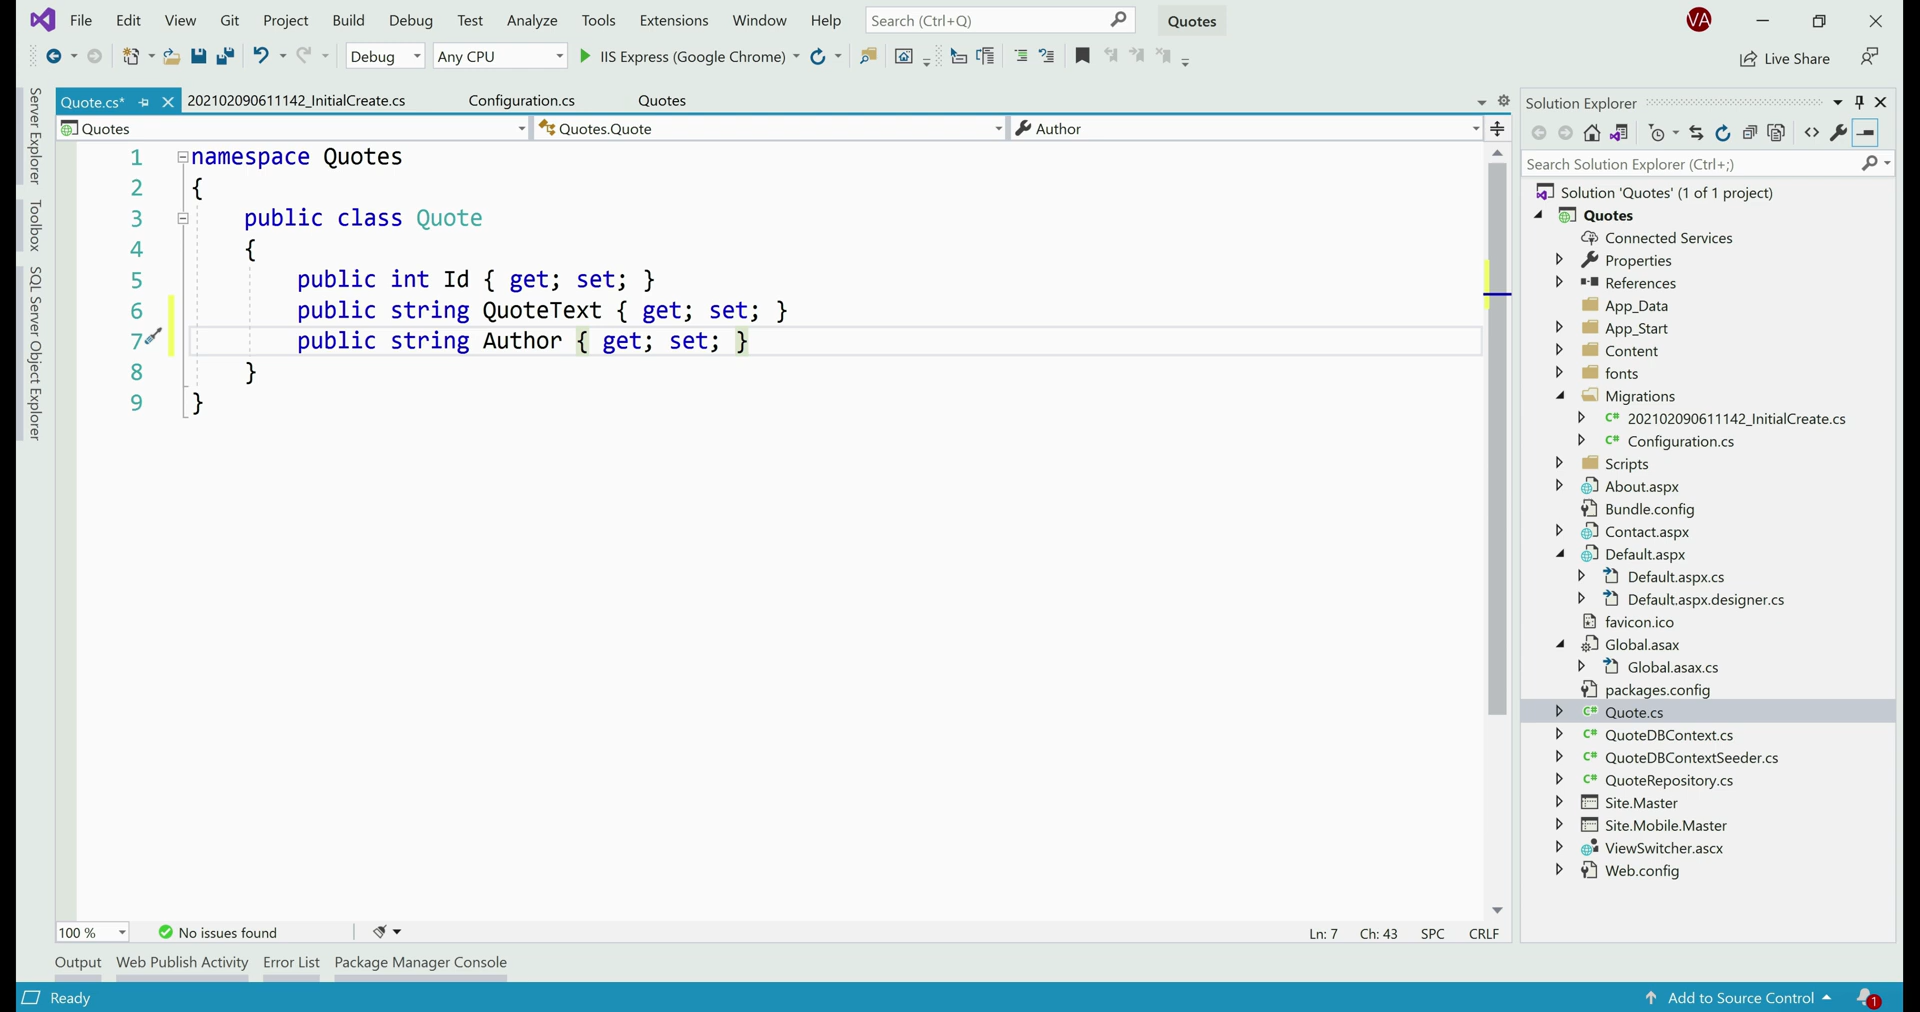 File Edit View Git Project Build Debug Test Analyze Tools Extensions Window Help Search (Ctrl+Q) Quotes VA
Debug Any CPU IIS Express (Google Chrome) Live Share
Quote.cs* 202102090611142_InitialCreate.cs Configuration.cs Quotes
Quotes Quotes.Quote Author
1 namespace Quotes
2 {
3 public class Quote
4 {
5 public int Id { get; set; }
6 public string QuoteText { get; set; }
7 public string Author { get; set; }
8 }
9 }
100 % No issues found Ln: 7 Ch: 43 SPC CRLF
Server Explorer
Toolbox
SQL Server Object Explorer
Solution Explorer
Search Solution Explorer (Ctrl+;)
Solution 'Quotes' (1 of 1 project)
Quotes
Connected Services
Properties
References
App_Data
App_Start
Content
fonts
Migrations
C# 202102090611142_InitialCreate.cs
C# Configuration.cs
Scripts
About.aspx
Bundle.config
Contact.aspx
Default.aspx
Default.aspx.cs
Default.aspx.designer.cs
favicon.ico
Global.asax
Global.asax.cs
packages.config
C# Quote.cs
C# QuoteDBContext.cs
C# QuoteDBContextSeeder.cs
C# QuoteRepository.cs
Site.Master
Site.Mobile.Master
ViewSwitcher.ascx
Web.config
Output Web Publish Activity Error List Package Manager Console
Ready Add to Source Control 1